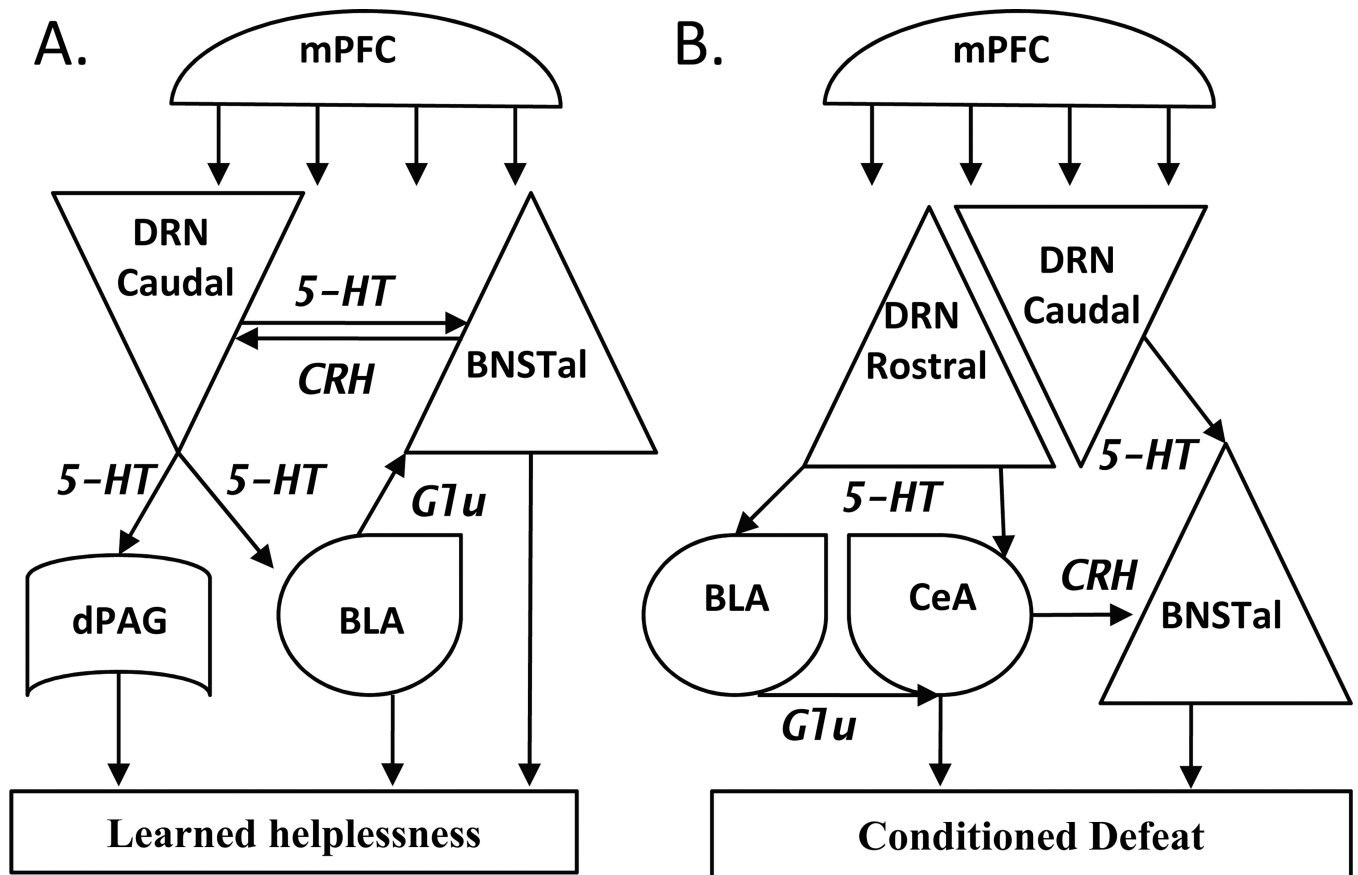 A.
mPFC
DRN
Caudal
5-HT
CRH
BNSTal
5-HT
5-HT
Glu
dPAG
BLA
Learned helplessness
B.
mPFC
DRN
Rostral
DRN
Caudal
5-HT
5-HT
BLA
CeA
CRH
BNSTal
Glu
Conditioned Defeat